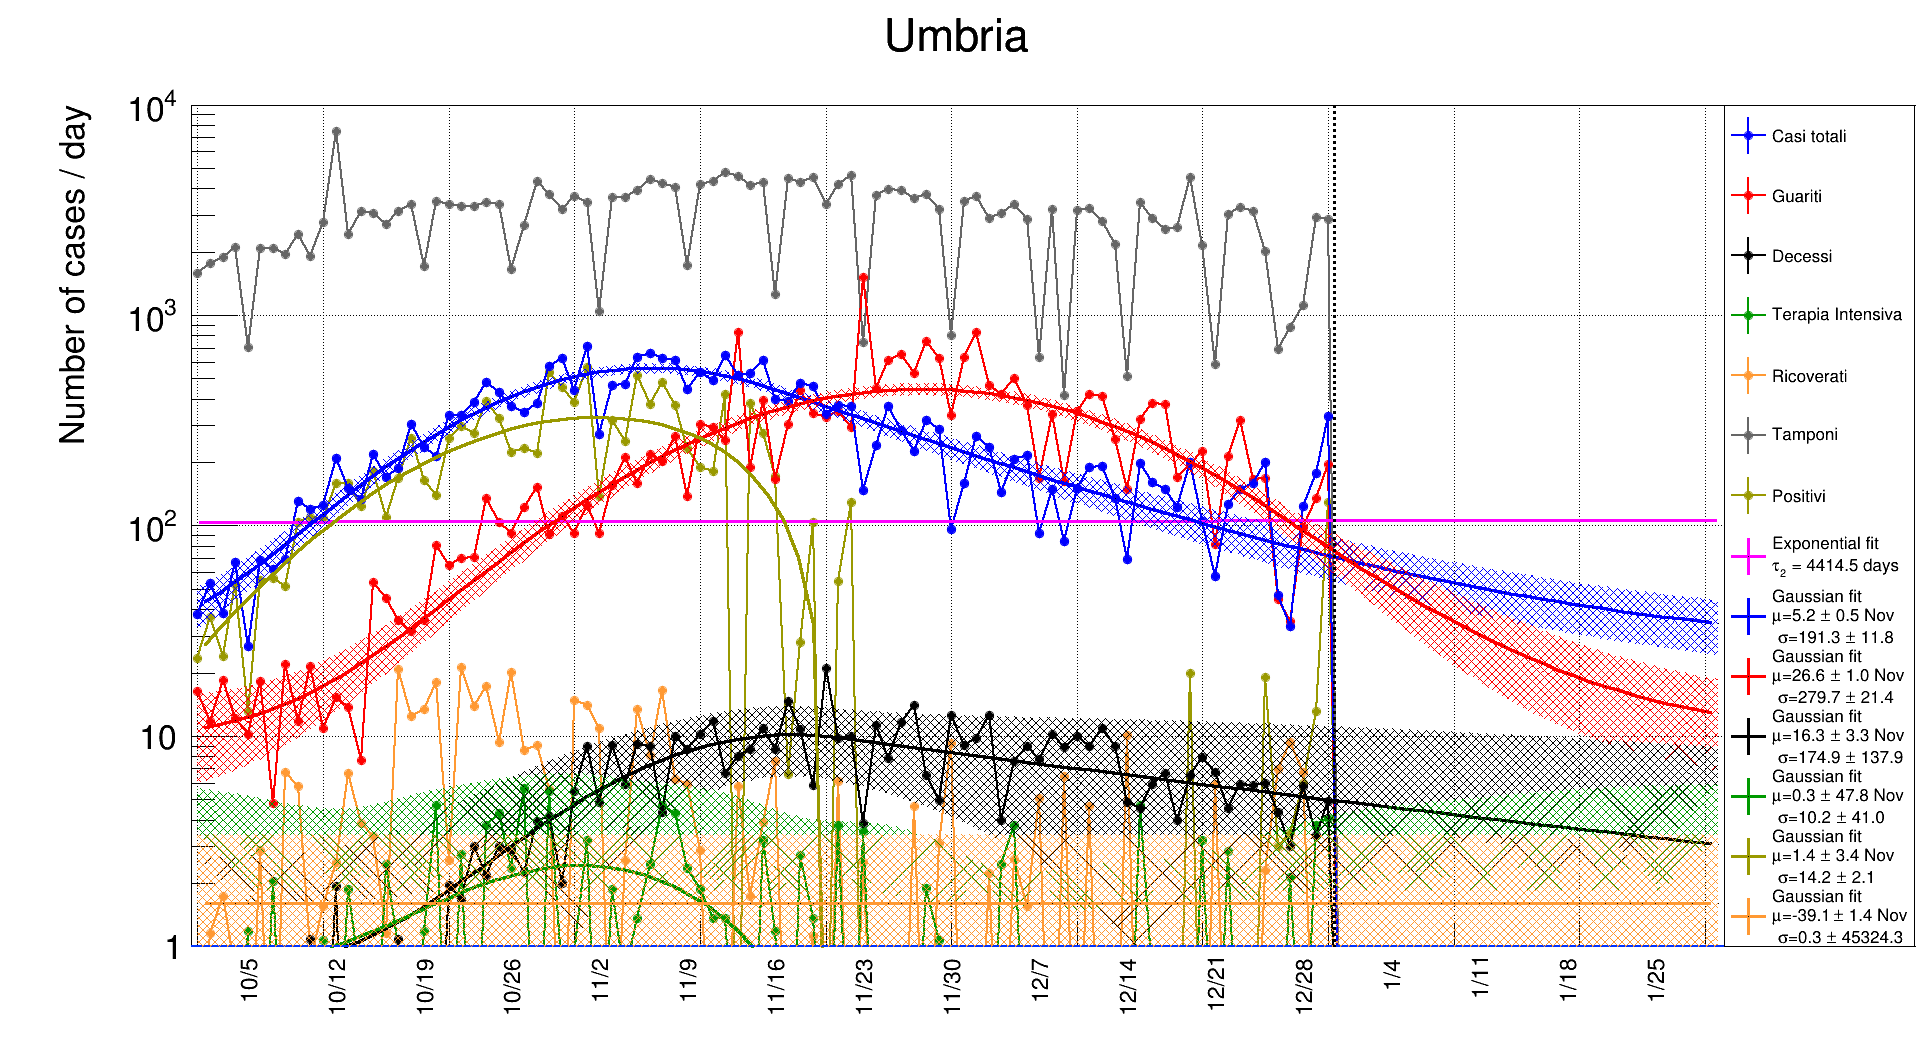 Umbria
Number of cases / day
10⁴
10³
10²
10
1
10/5
10/12
10/19
10/26
11/2
11/9
11/16
11/23
11/30
12/7
12/14
12/21
12/28
1/4
1/11
1/18
1/25
Casi totali
Guariti
Decessi
Terapia Intensiva
Ricoverati
Tamponi
Positivi
Exponential fit
τ₂ = 4414.5 days
Gaussian fit
μ=5.2 ± 0.5 Nov
σ=191.3 ± 11.8
Gaussian fit
μ=26.6 ± 1.0 Nov
σ=279.7 ± 21.4
Gaussian fit
μ=16.3 ± 3.3 Nov
σ=174.9 ± 137.9
Gaussian fit
μ=0.3 ± 47.8 Nov
σ=10.2 ± 41.0
Gaussian fit
μ=1.4 ± 3.4 Nov
σ=14.2 ± 2.1
Gaussian fit
μ=-39.1 ± 1.4 Nov
σ=0.3 ± 45324.3